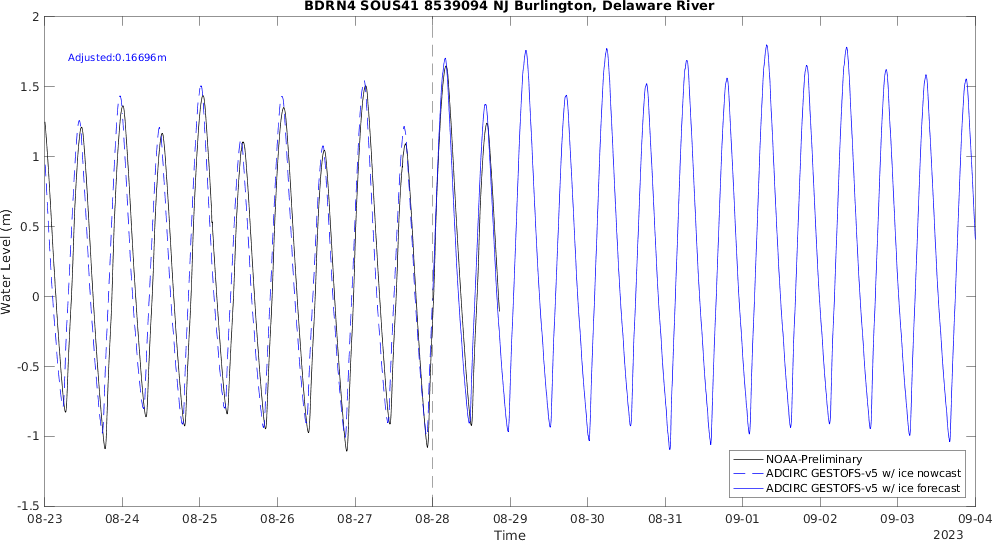 BDRN4 SOUS41 8539094 NJ Burlington, Delaware River
Adjusted:0.16696m
2
1.5
1
0.5
0
-0.5
-1
-1.5
Water Level (m)
NOAA-Preliminary
ADCIRC GESTOFS-v5 w/ ice nowcast
ADCIRC GESTOFS-v5 w/ ice forecast
08-23 08-24 08-25 08-26 08-27 08-28 08-29 08-30 08-31 09-01 09-02 09-03 09-04
Time
2023